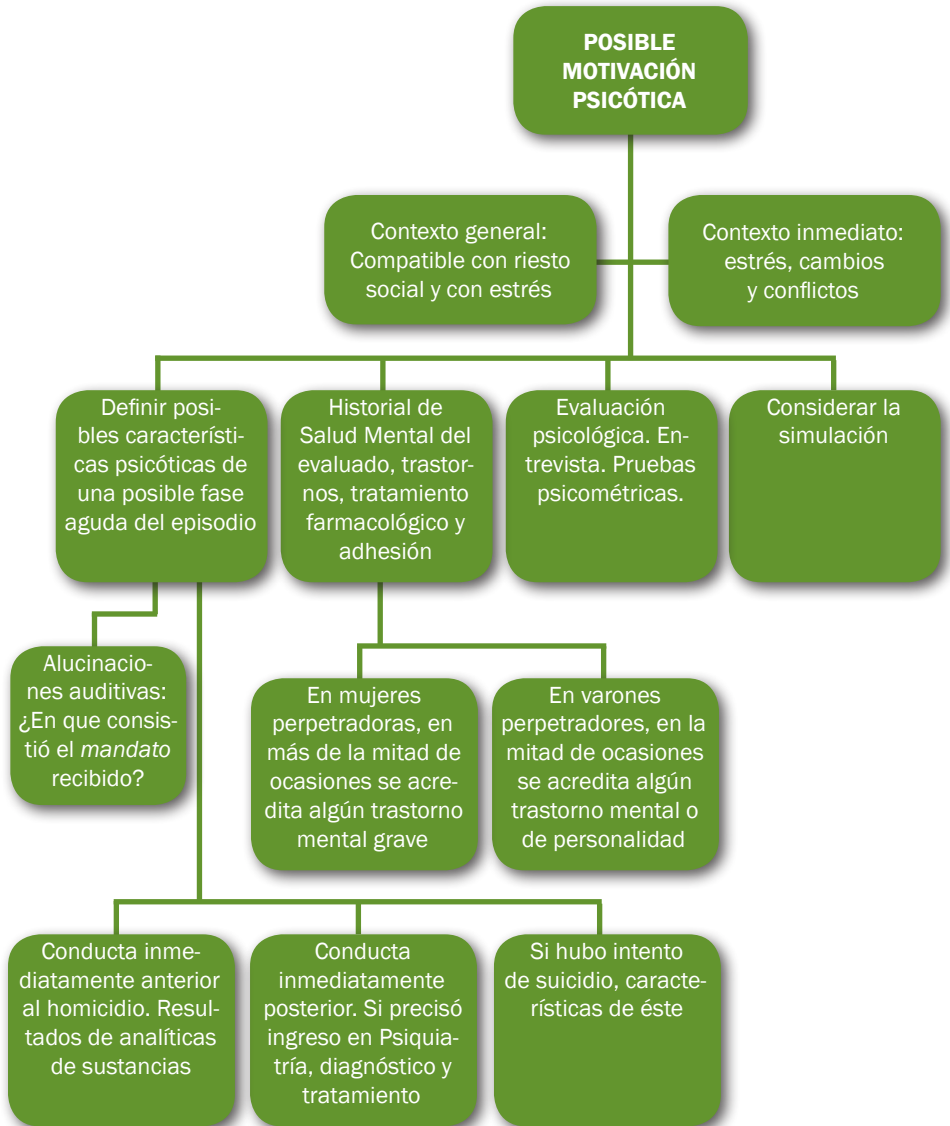 POSIBLE
MOTIVACIÓN
PSICÓTICA
Contexto general:
Compatible con riesto
social y con estrés
Contexto inmediato:
estrés, cambios
y conflictos
Definir posi-
bles característi-
cas psicóticas de
una posible fase
aguda del episodio
Historial de
Salud Mental del
evaluado, trastor-
nos, tratamiento
farmacológico y
adhesión
Evaluación
psicológica. En-
trevista. Pruebas
psicométricas.
Considerar la
simulación
Alucinacio-
nes auditivas:
¿En que consis-
tió el mandato
recibido?
En mujeres
perpetradoras, en
más de la mitad de
ocasiones se acre-
dita algún trastorno
mental grave
En varones
perpetradores, en la
mitad de ocasiones
se acredita algún
trastorno mental o
de personalidad
Conducta inme-
diatamente anterior
al homicidio. Resul-
tados de analíticas
de sustancias
Conducta
inmediatamente
posterior. Si precisó
ingreso en Psiquia-
tría, diagnóstico y
tratamiento
Si hubo intento
de suicidio, caracte-
rísticas de éste